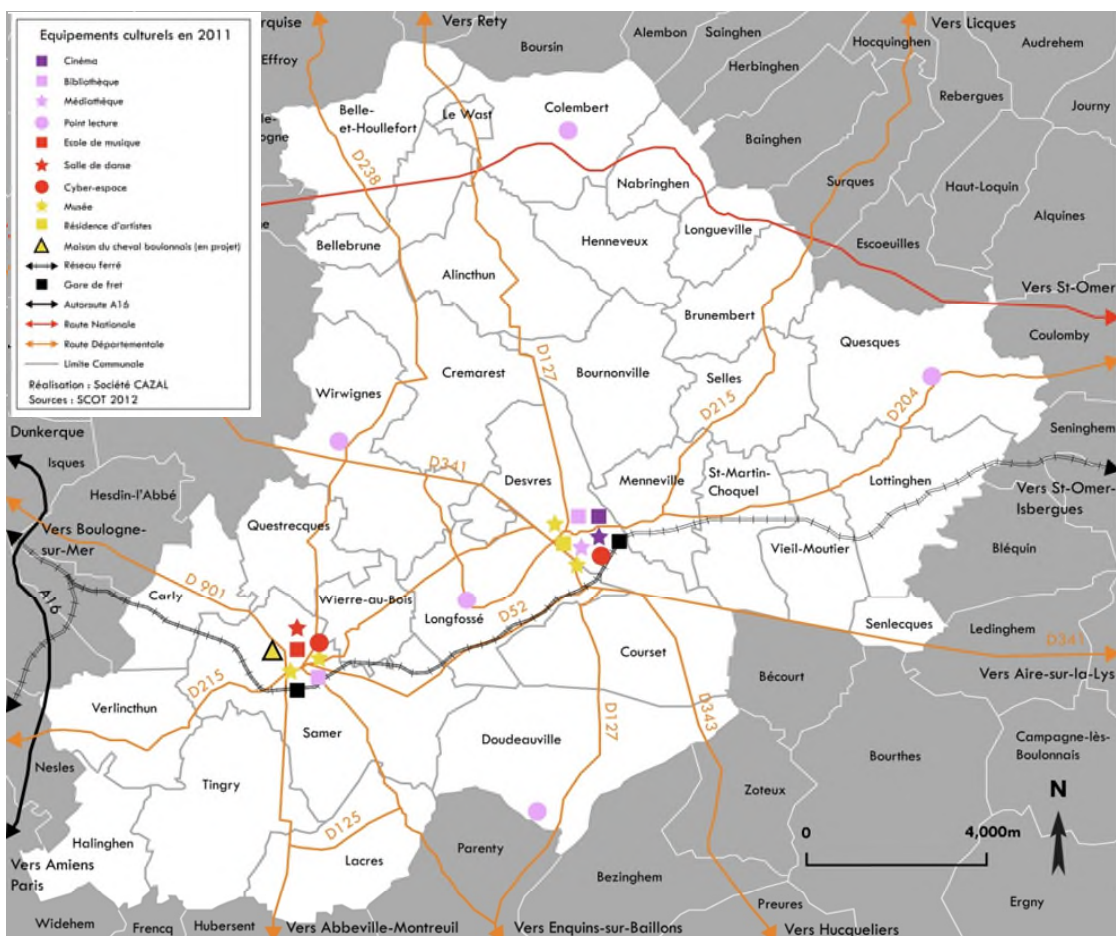 Equipements culturels en 2011
Cinéma
Bibliothèque
Médiathèque
Point lecture
Ecole de musique
Salle de danse
Cyber-espace
Musée
Résidence d'artistes
Maison du cheval boulonnais (en projet)
Réseau ferré
Gare de fret
Autoroute A16
Route Nationale
Route Départementale
Limite Communale
Réalisation : Société CAZAL
Sources : SCOT 2012
rquise
Vers Rety
Vers Licques
Effroy
Boursin
Alembon
Sainghen
Hocquinghen
Audrehem
Herbinghen
Rebergues
Journy
Belle-
et-Houllefort
Le Wast
Colembert
Bainghen
ogne
D238
Nabringhen
Surques
Haut-Loquin
Alquines
Bellebrune
Henneveux
Longueville
Escoeuilles
Alincthun
Vers St-Omer
Brunembert
Quesques
Coulomby
Wirwignes
Cremarest
D127
Bournonville
Selles
D215
D204
Dunkerque
Isques
Seninghem
D341
Desvres
Menneville
St-Martin-
Choquel
Lottinghen
Hesdin-l'Abbé
Vers St-Omer-
Isbergues
Vers Boulogne-
sur-Mer
Questrecques
Vieil-Moutier
Bléquin
A16
D 901
Carly
Wierre-au-Bois
Longfossé
D52
Senlecques
Ledinghem
D341
Courset
Bécourt
Vers Aire-sur-la-Lys
D215
Verlincthun
Samer
Doudeauville
D127
D343
Bourthes
Campagne-lès-
Boulonnais
Nesles
Tingry
Zoteux
N
D125
Halinghen
Lacres
Parenty
0
4,000m
Vers Amiens
Paris
Bezinghem
Preures
Ergny
Widehem
Frencq
Hubersent
Vers Abbeville-Montreuil
Vers Enquins-sur-Baillons
Vers Hucqueliers